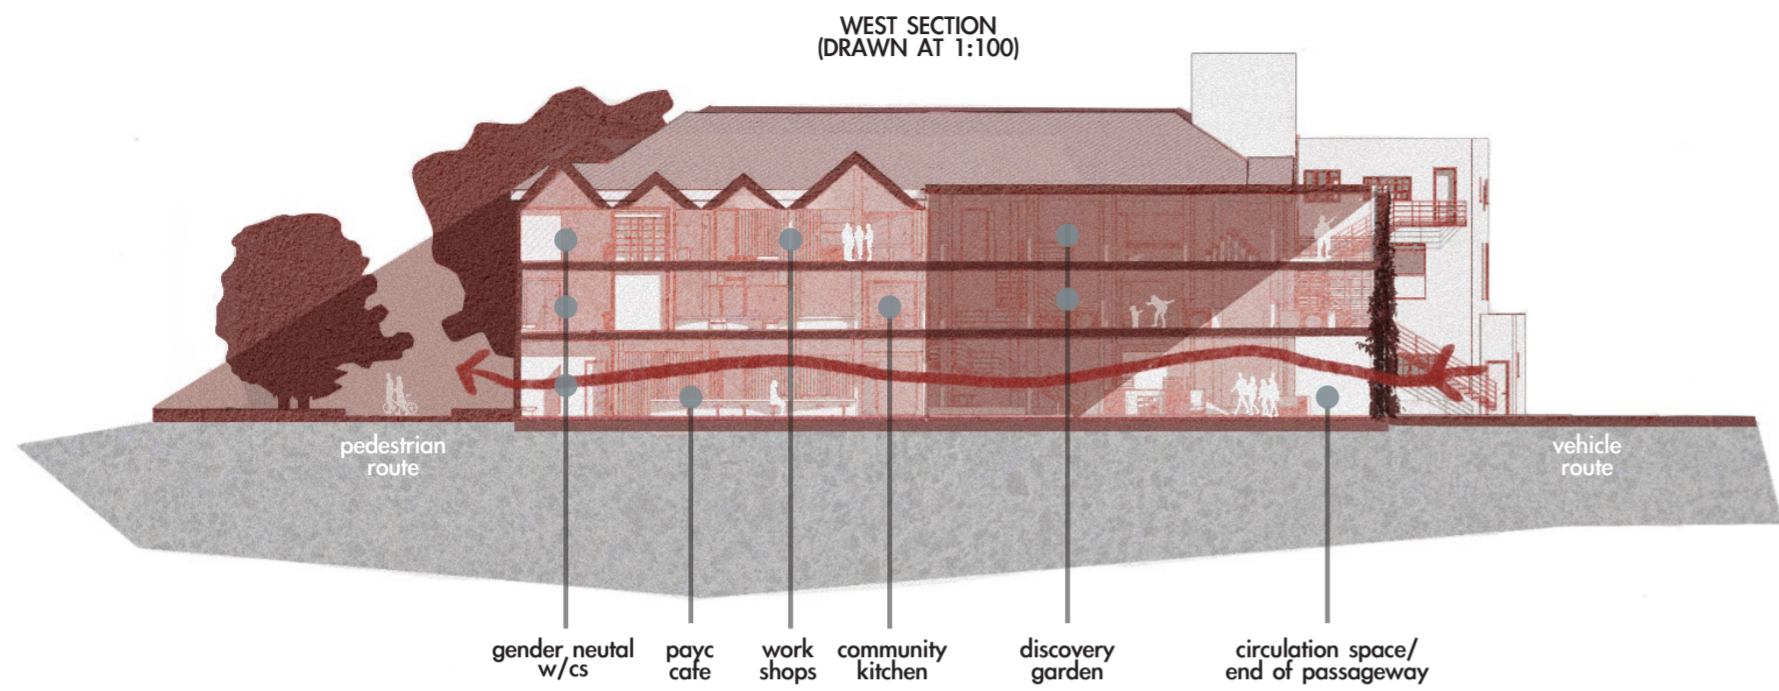 WEST SECTION
(DRAWN AT 1:100)
pedestrian
route
vehicle
route
gender neutal
w/cs
payc
cafe
work
shops
community
kitchen
discovery
garden
circulation space/
end of passageway